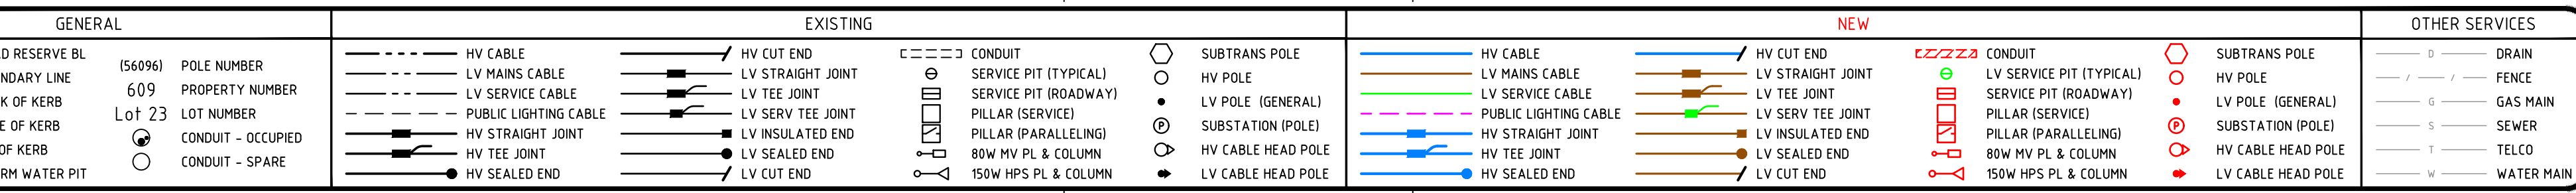 GENERAL
D RESERVE BL
NDARY LINE
K OF KERB
E OF KERB
OF KERB
RM WATER PIT
(56096) POLE NUMBER
609 PROPERTY NUMBER
Lot 23 LOT NUMBER
CONDUIT - OCCUPIED
CONDUIT - SPARE
EXISTING
HV CABLE
LV MAINS CABLE
LV SERVICE CABLE
PUBLIC LIGHTING CABLE
HV STRAIGHT JOINT
HV TEE JOINT
HV SEALED END
HV CUT END
LV STRAIGHT JOINT
LV TEE JOINT
LV SERV TEE JOINT
LV INSULATED END
LV SEALED END
LV CUT END
CONDUIT
SERVICE PIT (TYPICAL)
SERVICE PIT (ROADWAY)
PILLAR (SERVICE)
PILLAR (PARALLELING)
80W MV PL & COLUMN
150W HPS PL & COLUMN
SUBTRANS POLE
HV POLE
LV POLE (GENERAL)
P SUBSTATION (POLE)
HV CABLE HEAD POLE
LV CABLE HEAD POLE
NEW
HV CABLE
LV MAINS CABLE
LV SERVICE CABLE
PUBLIC LIGHTING CABLE
HV STRAIGHT JOINT
HV TEE JOINT
HV SEALED END
HV CUT END
LV STRAIGHT JOINT
LV TEE JOINT
LV SERV TEE JOINT
LV INSULATED END
LV SEALED END
LV CUT END
CONDUIT
LV SERVICE PIT (TYPICAL)
SERVICE PIT (ROADWAY)
PILLAR (SERVICE)
PILLAR (PARALLELING)
80W MV PL & COLUMN
150W HPS PL & COLUMN
SUBTRANS POLE
HV POLE
LV POLE (GENERAL)
P SUBSTATION (POLE)
HV CABLE HEAD POLE
LV CABLE HEAD POLE
OTHER SERVICES
D DRAIN
/ / FENCE
G GAS MAIN
S SEWER
T TELCO
W WATER MAIN